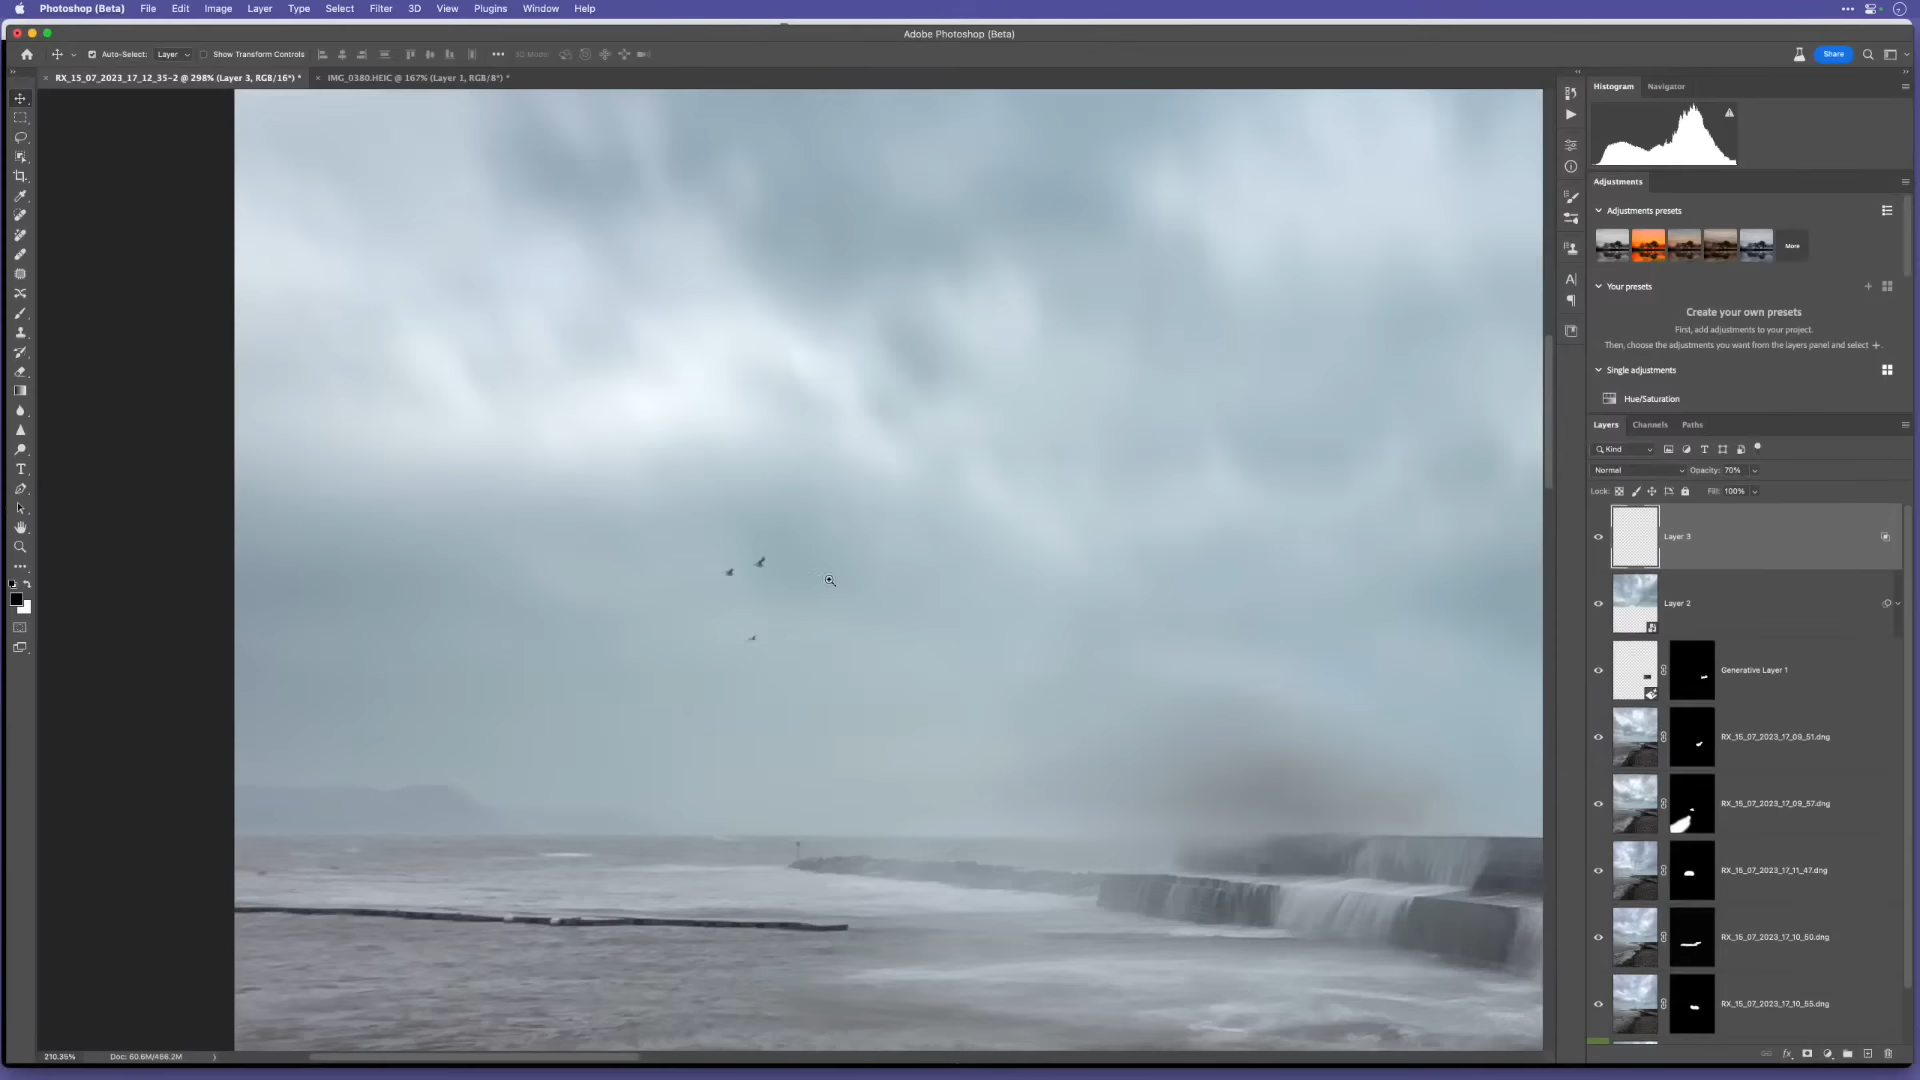 Photoshop (Beta) File Edit Image Layer Type Select Filter 3D View Plugins Window Help
Adobe Photoshop (Beta)
Auto-Select: Layer Show Transform Controls 3D Mode: Share
RX_15_07_2023_17_12_35-2 @ 298% (Layer 3, RGB/16*) * IMG_0380.HEIC @ 167% (Layer 1, RGB/8*) *
Histogram Navigator
Adjustments
Adjustments presets
More
Your presets
Create your own presets
First, add adjustments to your project.
Then, choose the adjustments you want from the layers panel and select +.
Single adjustments
Hue/Saturation
Layers Channels Paths
Kind
Normal Opacity: 70%
Lock: Fill: 100%
Layer 3
Layer 2
Generative Layer 1
RX_15_07_2023_17_09_51.dng
RX_15_07_2023_17_09_57.dng
RX_15_07_2023_17_11_47.dng
RX_15_07_2023_17_10_50.dng
RX_15_07_2023_17_10_55.dng
210.35% Doc: 60.6M/466.2M